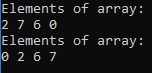 Elements of array:
2 7 6 0
Elements of array:
0 2 6 7